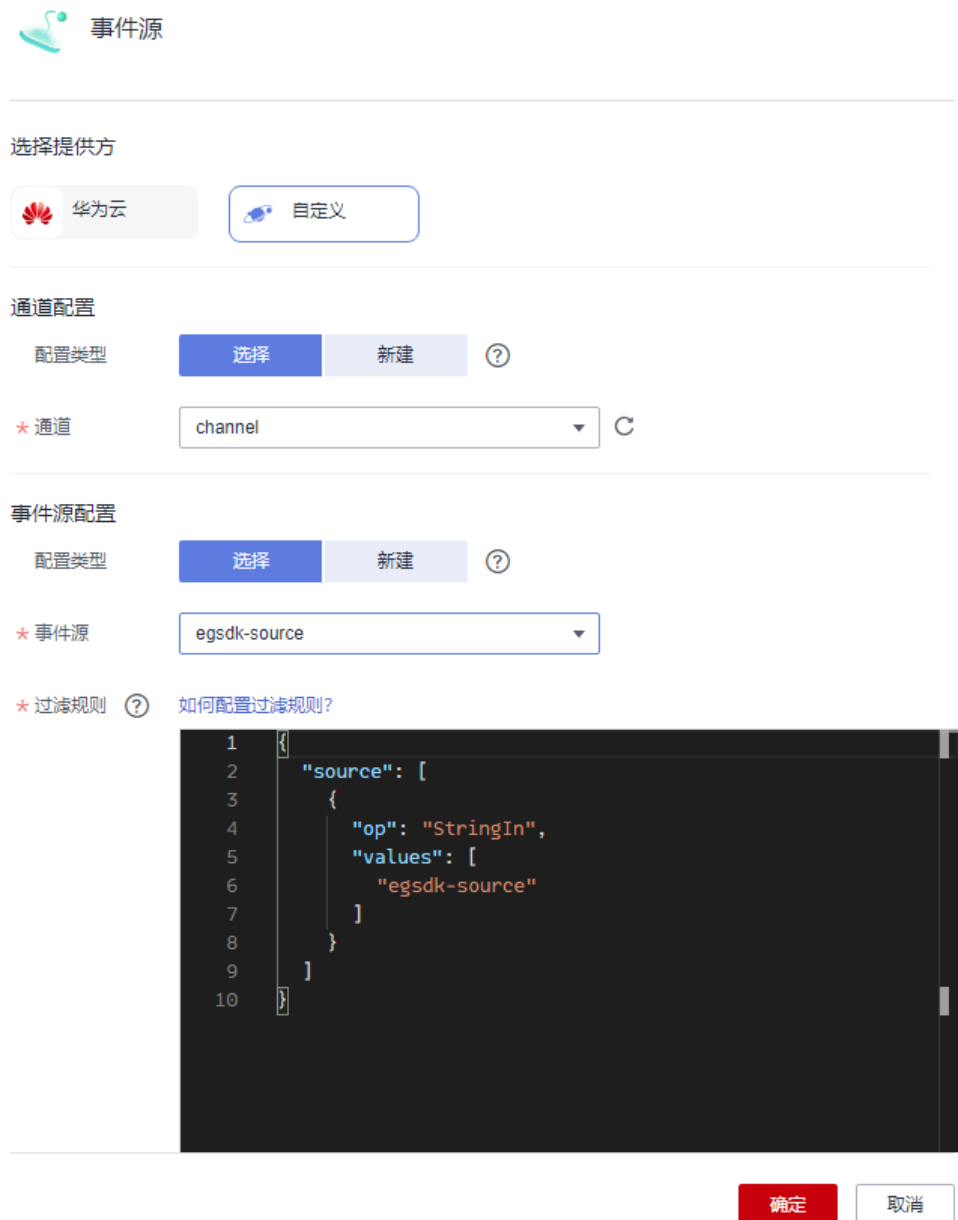 事件源
选择提供方
华为云 自定义
通道配置
配置类型 选择 新建 ?
* 通道 channel
事件源配置
配置类型 选择 新建 ?
* 事件源 egsdk-source
* 过滤规则 ? 如何配置过滤规则?
1 {
2 "source": [
3 {
4 "op": "StringIn",
5 "values": [
6 "egsdk-source"
7 ]
8 }
9 ]
10 }
确定 取消